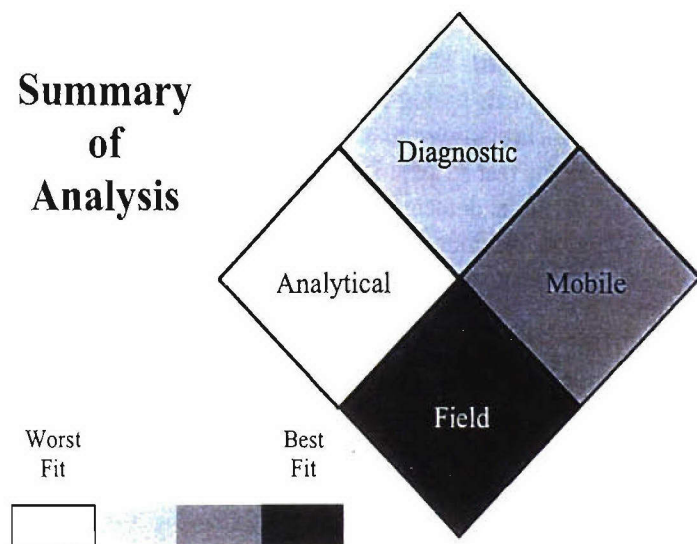 Summary
of
Analysis
Diagnostic
Analytical
Mobile
Field
Worst
Fit
Best
Fit